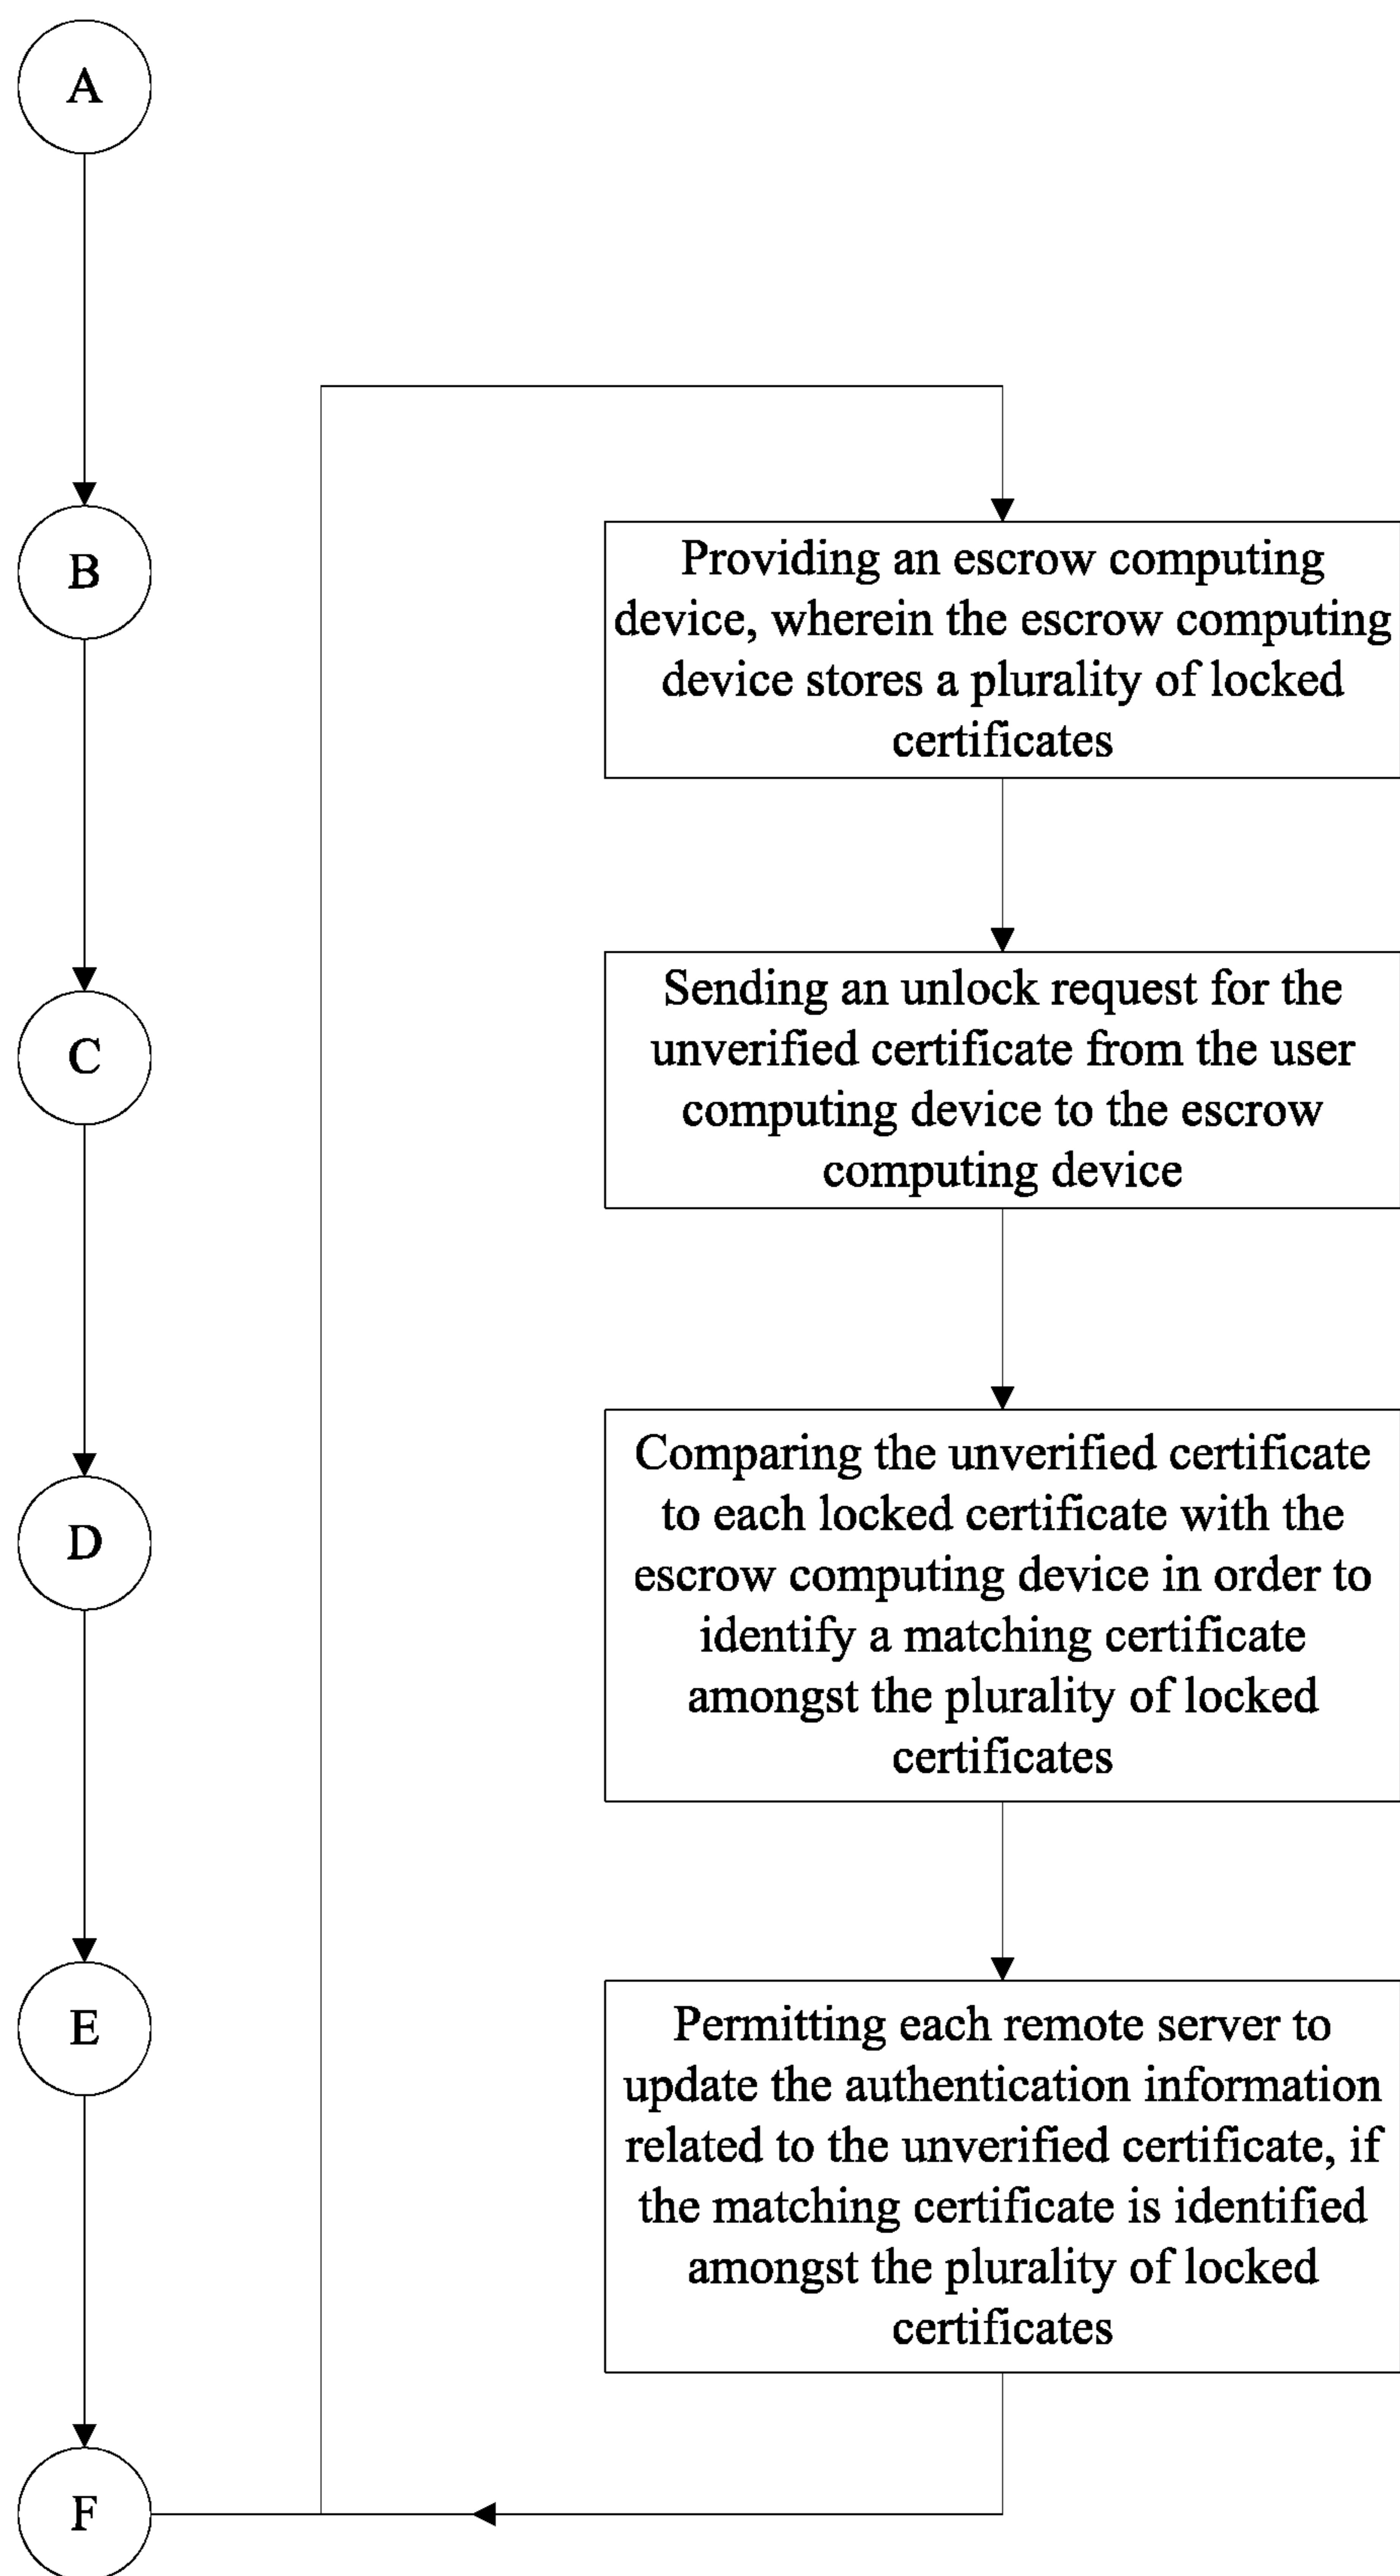 A
B
C
D
E
F
Providing an escrow computing
device, wherein the escrow computing
device stores a plurality of locked
certificates
Sending an unlock request for the
unverified certificate from the user
computing device to the escrow
computing device
Comparing the unverified certificate
to each locked certificate with the
escrow computing device in order to
identify a matching certificate
amongst the plurality of locked
certificates
Permitting each remote server to
update the authentication information
related to the unverified certificate, if
the matching certificate is identified
amongst the plurality of locked
certificates